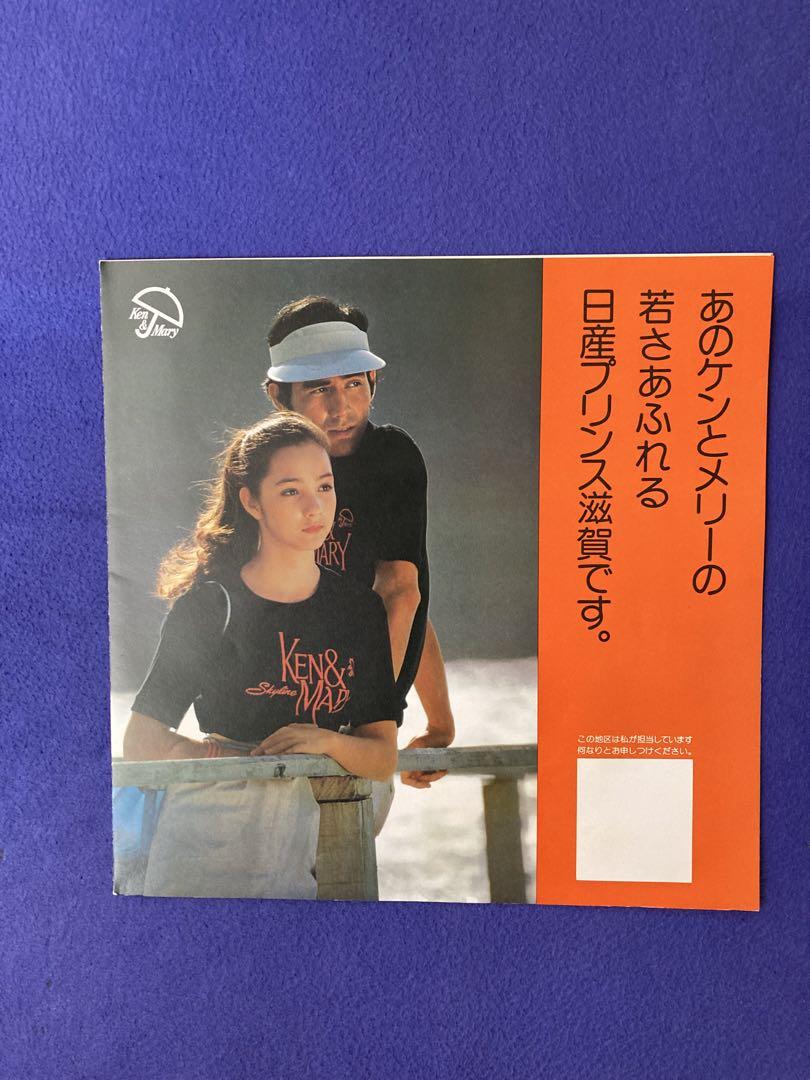 Ken
&
Mary
あのケンとメリーの
若さあふれる
日産プリンス滋賀です。
MARY
KEN&
Skyline
MARY
この地区は私が担当しています
何なりとお申しつけください。